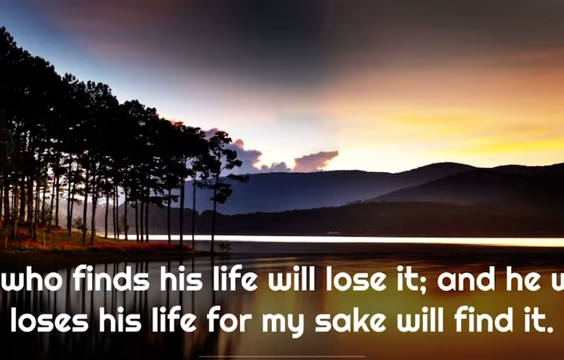 who finds his life will lose it; and he
loses his life for my sake will find it.